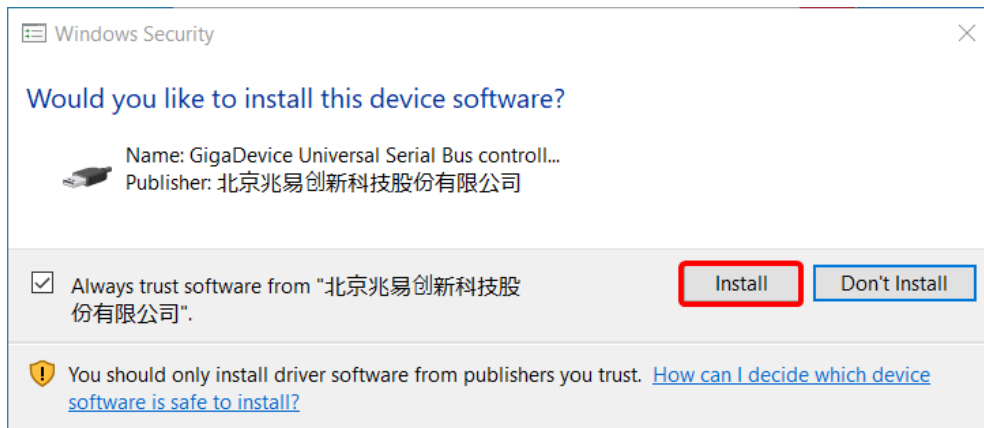 Windows Security
Would you like to install this device software?
Name: GigaDevice Universal Serial Bus controll...
Publisher: 北京兆易创新科技股份有限公司
Always trust software from "北京兆易创新科技股
份有限公司".
Install
Don't Install
You should only install driver software from publishers you trust. How can I decide which device
software is safe to install?